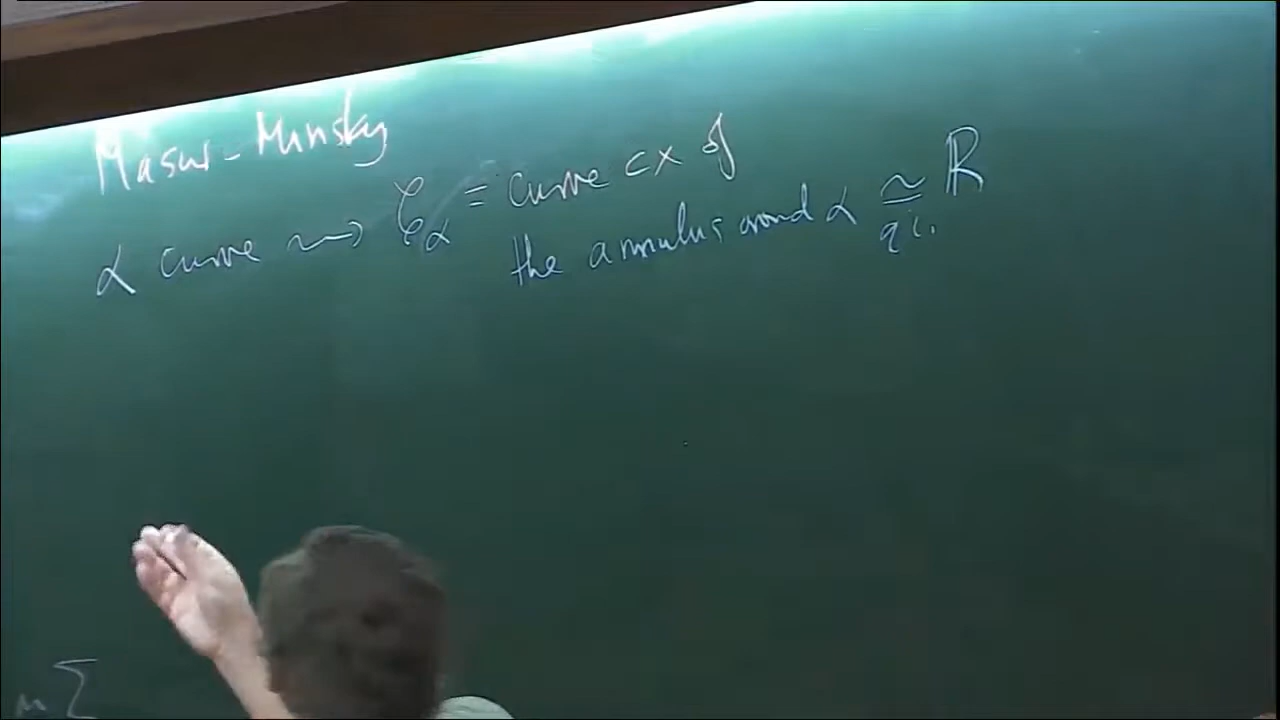 Masur-Minsky
α curve ⇝ 𝒞_α = curve cx of
the annulus around α ≃ ℝ
q.i.
m Σ